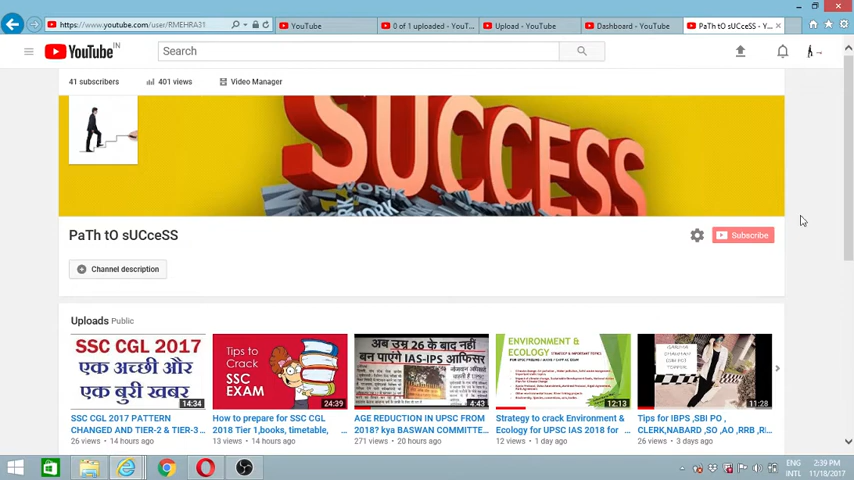 https://www.youtube.com/user/RMEHRA31
YouTube
0 of 1 uploaded - YouT...
Upload - YouTube
Dashboard - YouTube
PaTh tO sUCceSS - Y...
YouTube IN
Search
41 subscribers
401 views
Video Manager
SUCCESS
WORK
PaTh tO sUCceSS
Subscribe
Channel description
Uploads Public
SSC CGL 2017
एक अच्छी और
एक बुरी खबर
14:34
Tips to
Crack
SSC
EXAM
24:39
अब उम्र 26 के बाद नहीं
बन पाएंगे IAS-IPS आफिसर
4:43
ENVIRONMENT &
ECOLOGY
12:13
11:28
SSC CGL 2017 PATTERN
CHANGED AND TIER-2 & TIER-3 ...
26 views • 14 hours ago
How to prepare for SSC CGL
2018 Tier 1,books, timetable,
13 views • 14 hours ago
AGE REDUCTION IN UPSC FROM
2018? kya BASWAN COMMITTE...
271 views • 20 hours ago
Strategy to crack Environment &
Ecology for UPSC IAS 2018 for
12 views • 1 day ago
Tips for IBPS ,SBI PO ,
CLERK,NABARD ,SO ,AO ,RRB ,R...
26 views • 3 days ago
ENG
INTL
2:39 PM
11/18/2017